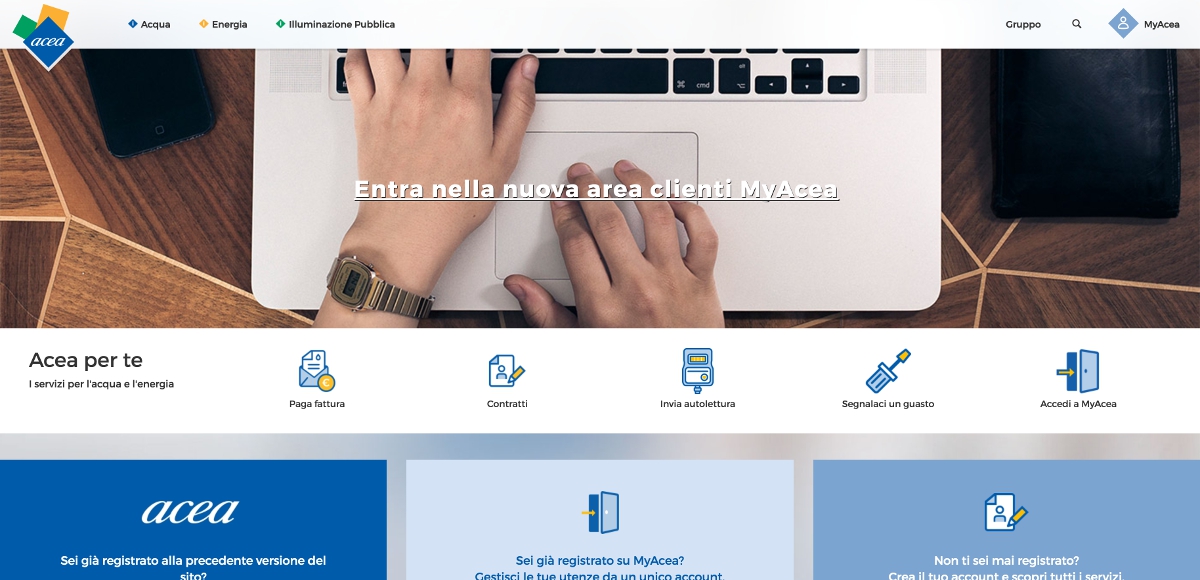 acea
Acqua
Energia
Illuminazione Pubblica
Gruppo
MyAcea
cmd
Entra nella nuova area clienti MyAcea
Acea per te
I servizi per l'acqua e l'energia
Paga fattura
Contratti
Invia autolettura
Segnalaci un guasto
Accedi a MyAcea
acea
Sei già registrato alla precedente versione del
sito?
Sei già registrato su MyAcea?
Gestisci le tue utenze da un unico account.
Non ti sei mai registrato?
Crea il tuo account e scopri tutti i servizi